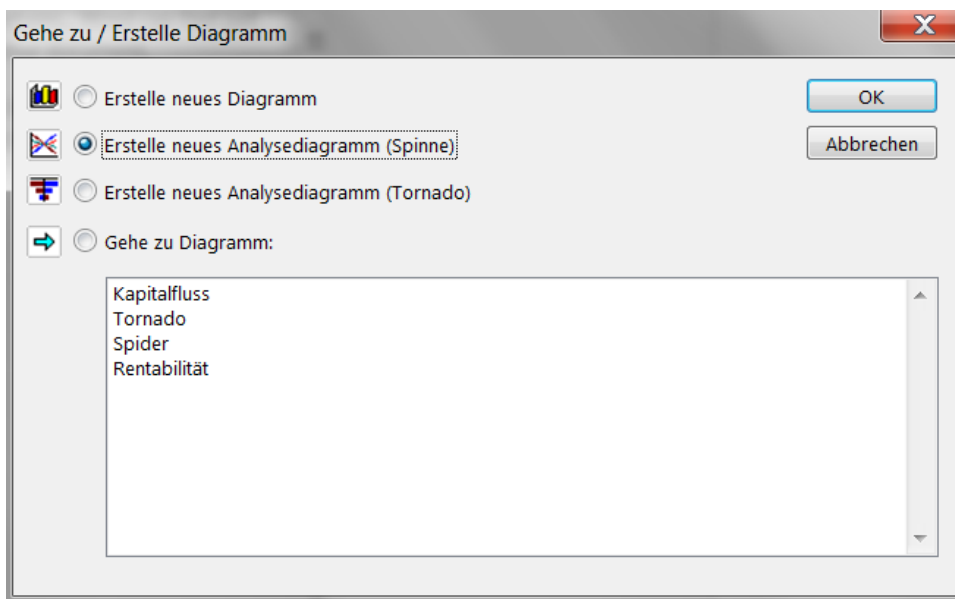 Gehe zu / Erstelle Diagramm
Erstelle neues Diagramm
OK
Erstelle neues Analysediagramm (Spinne)
Abbrechen
Erstelle neues Analysediagramm (Tornado)
Gehe zu Diagramm:
Kapitalfluss
Tornado
Spider
Rentabilität